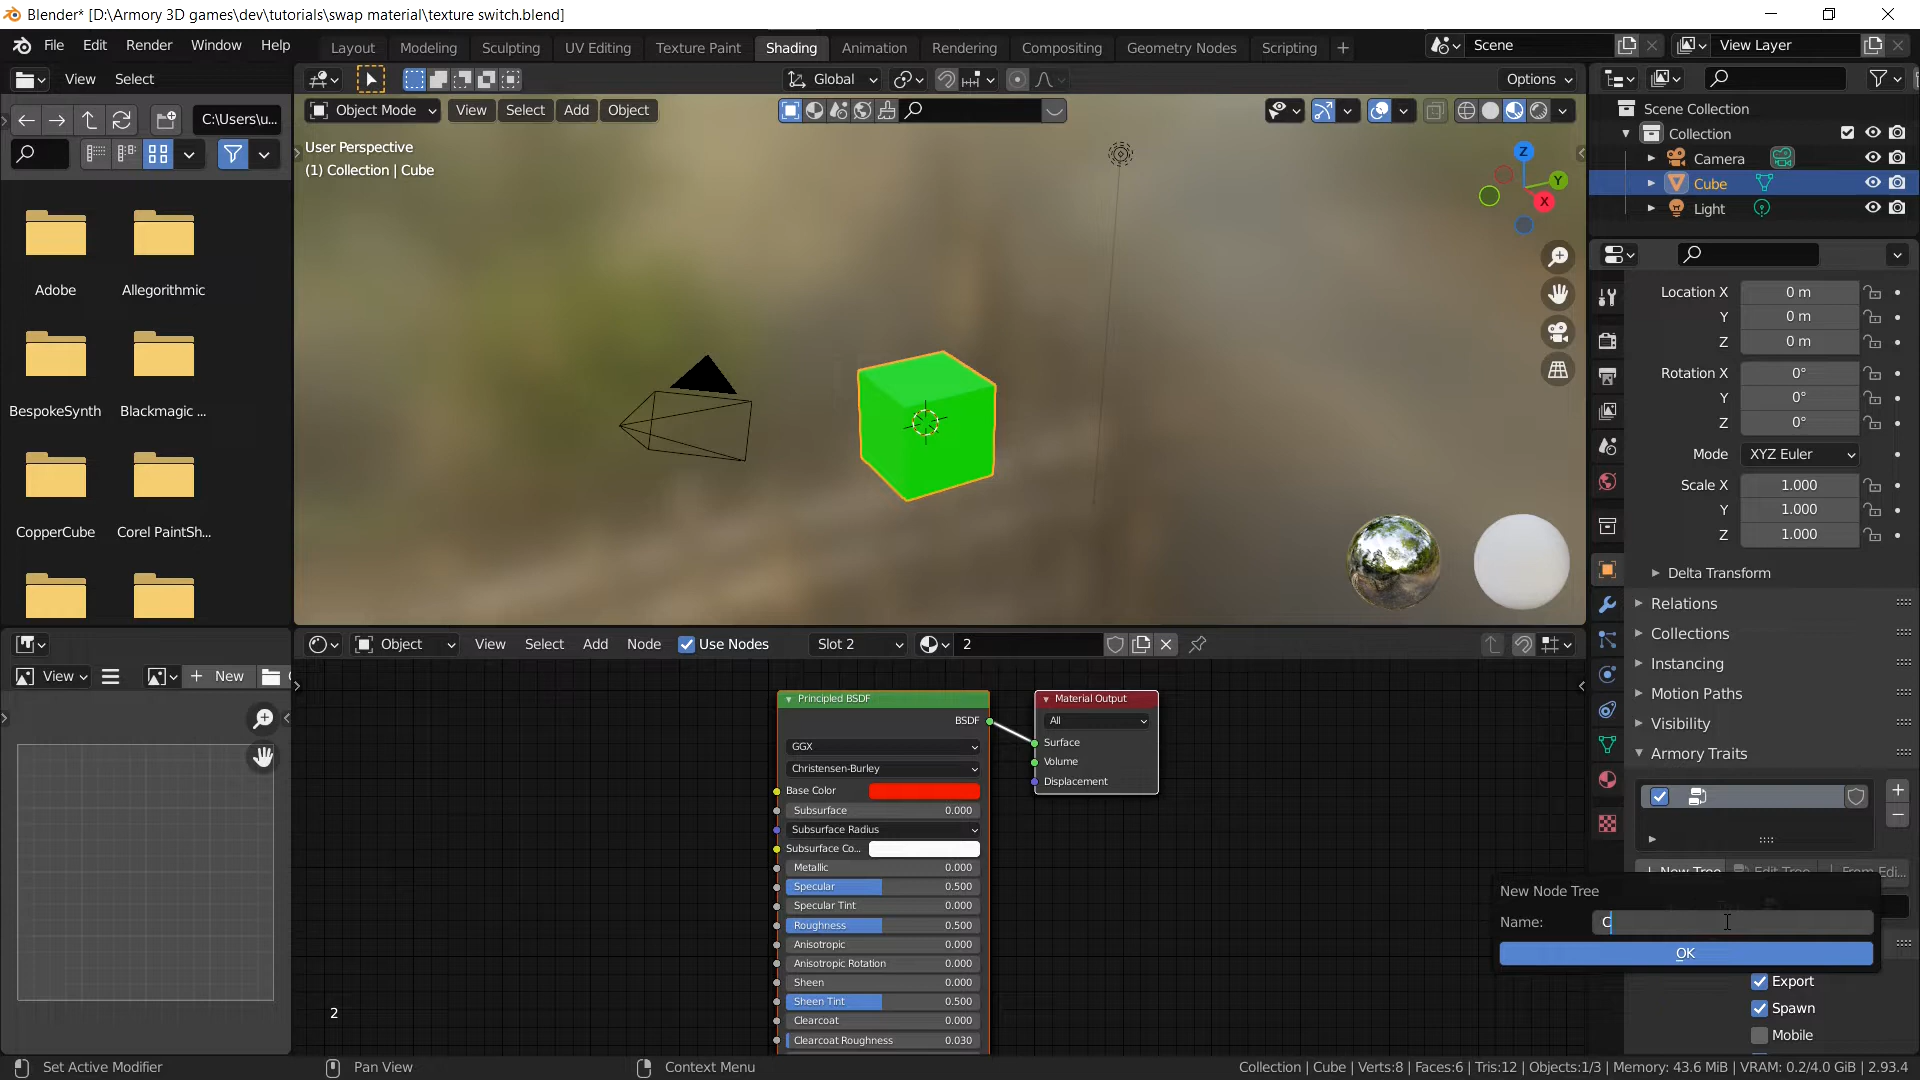 Blender* [D:\Armory 3D games\dev\tutorials\swap material\texture switch.blend]
File Edit Render Window Help
Layout Modeling Sculpting UV Editing Texture Paint Shading Animation Rendering Compositing Geometry Nodes Scripting +
Scene
View Layer
View Select
Global
Options
C:\Users\u...
Object Mode View Select Add Object
User Perspective
(1) Collection | Cube
Z
Y
X
Adobe
Allegorithmic
BespokeSynth
Blackmagic ...
CopperCube
Corel PaintSh...
Scene Collection
Collection
Camera
Cube
Light
Location X 0 m
Y 0 m
Z 0 m
Rotation X 0°
Y 0°
Z 0°
Mode XYZ Euler
Scale X 1.000
Y 1.000
Z 1.000
Delta Transform
Relations
Collections
Instancing
Motion Paths
Visibility
Armory Traits
New Node Tree
Name: C
OK
Export
Spawn
Mobile
View
New
Object View Select Add Node Use Nodes Slot 2 2
Principled BSDF
BSDF
GGX
Christensen-Burley
Base Color
Subsurface 0.000
Subsurface Radius
Subsurface Co...
Metallic 0.000
Specular 0.500
Specular Tint 0.000
Roughness 0.500
Anisotropic 0.000
Anisotropic Rotation 0.000
Sheen 0.000
Sheen Tint 0.500
Clearcoat 0.000
Clearcoat Roughness 0.030
Material Output
All
Surface
Volume
Displacement
2
Set Active Modifier
Pan View
Context Menu
Collection | Cube | Verts:8 | Faces:6 | Tris:12 | Objects:1/3 | Memory: 43.6 MiB | VRAM: 0.2/4.0 GiB | 2.93.4